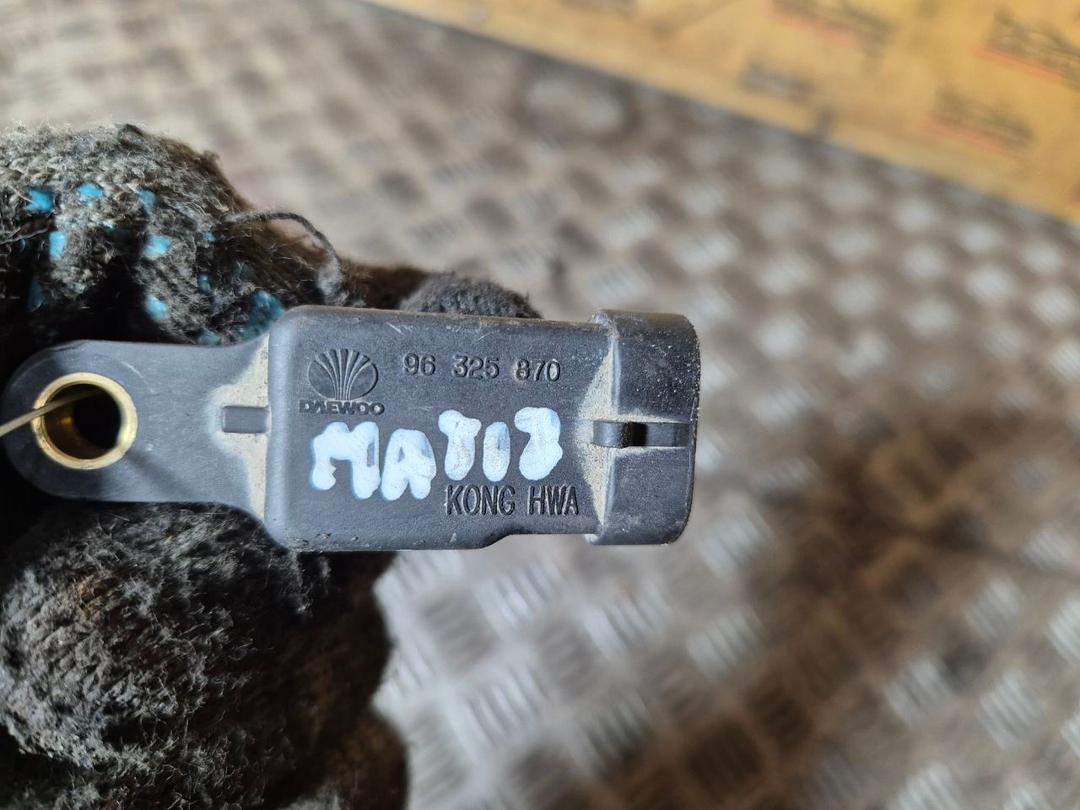 96 325 870
DAEWOO
MATIZ
KONG HWA